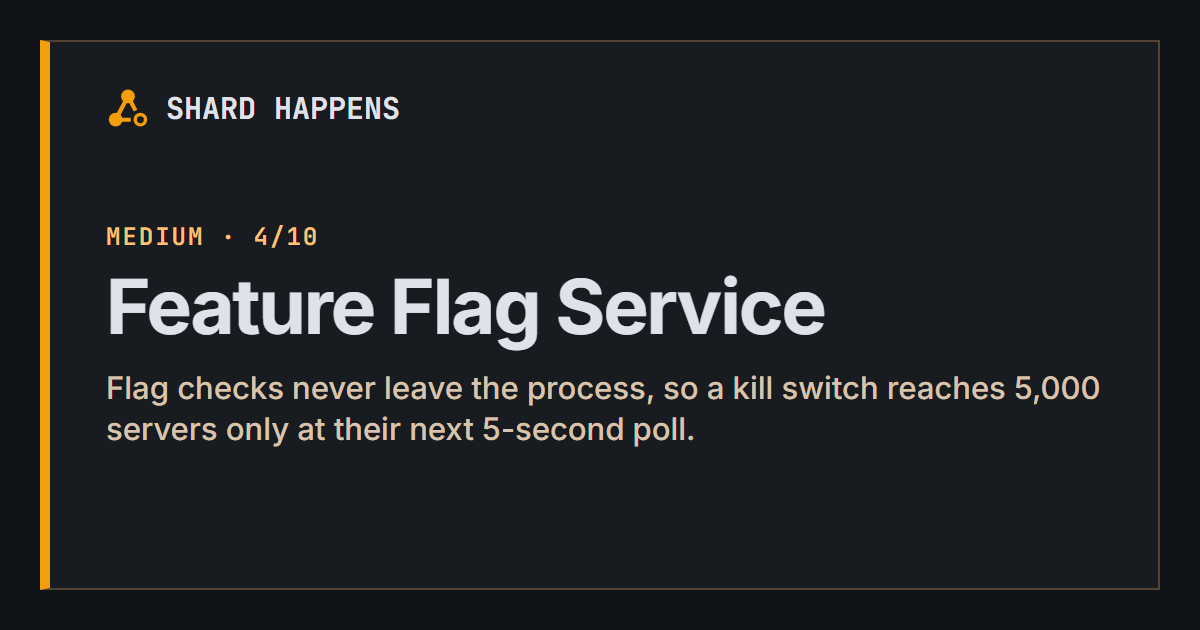 SHARD HAPPENS
MEDIUM · 4/10
Feature Flag Service
Flag checks never leave the process, so a kill switch reaches 5,000
servers only at their next 5-second poll.